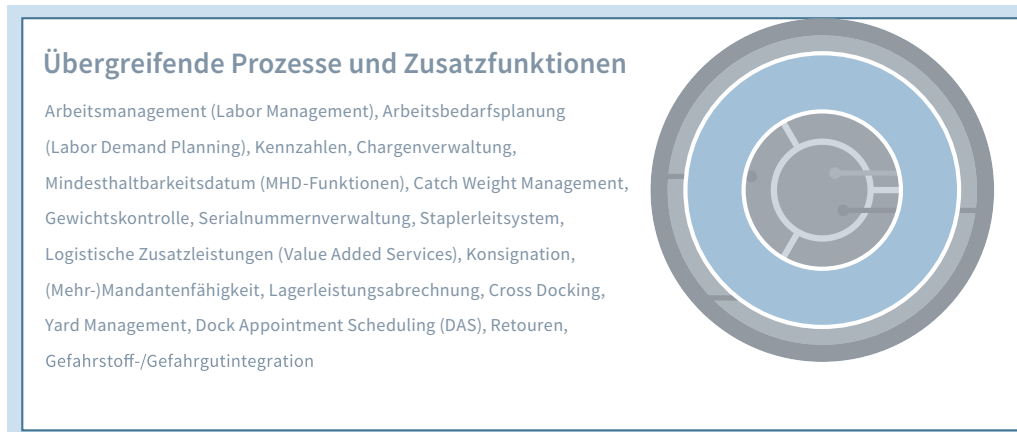 Übergreifende Prozesse und Zusatzfunktionen
Arbeitsmanagement (Labor Management), Arbeitsbedarfsplanung
(Labor Demand Planning), Kennzahlen, Chargenverwaltung,
Mindesthaltbarkeitsdatum (MHD-Funktionen), Catch Weight Management,
Gewichtskontrolle, Serialnummernverwaltung, Staplerleitsystem,
Logistische Zusatzleistungen (Value Added Services), Konsignation,
(Mehr-)Mandantenfähigkeit, Lagerleistungsabrechnung, Cross Docking,
Yard Management, Dock Appointment Scheduling (DAS), Retouren,
Gefahrstoff-/Gefahrgutintegration